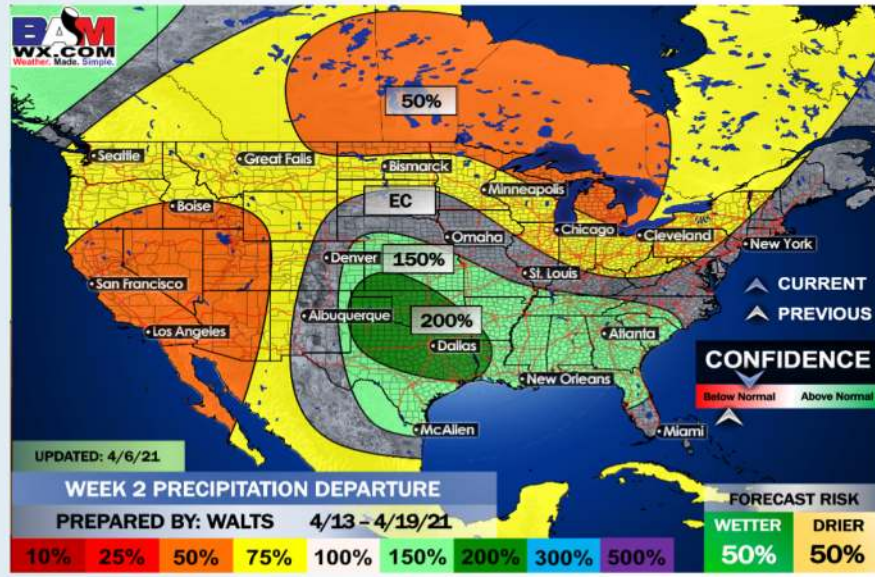 BAM
WX.COM
Weather. Made. Simple.
50%
Seattle
Great Falls
Bismarck
Minneapolis
Boise
EC
Omaha
Chicago
Cleveland
New York
Denver
150%
St. Louis
San Francisco
CURRENT
PREVIOUS
Albuquerque
200%
Los Angeles
Dallas
Atlanta
CONFIDENCE
New Orleans
Below Normal
Above Normal
McAllen
Miami
UPDATED: 4/6/21
WEEK 2 PRECIPITATION DEPARTURE
PREPARED BY: WALTS 4/13 – 4/19/21
FORECAST RISK
WETTER DRIER
50% 50%
10% 25% 50% 75% 100% 150% 200% 300% 500%